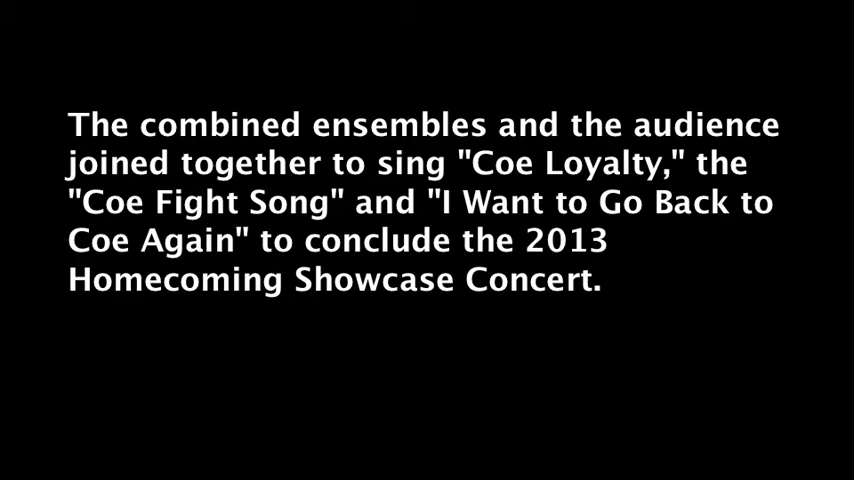 The combined ensembles and the audience
joined together to sing "Coe Loyalty," the
"Coe Fight Song" and "I Want to Go Back to
Coe Again" to conclude the 2013
Homecoming Showcase Concert.